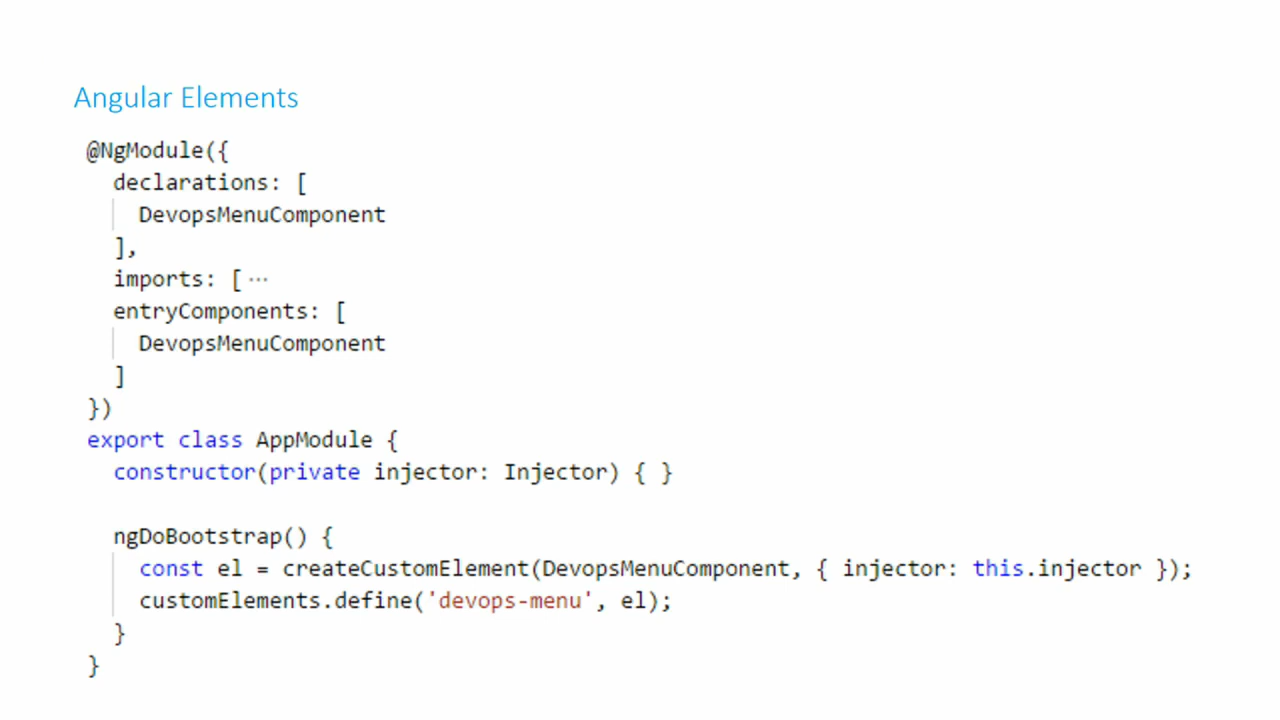 Angular Elements
@NgModule({
declarations: [
DevopsMenuComponent
],
imports: [ ···
entryComponents: [
DevopsMenuComponent
]
})
export class AppModule {
constructor(private injector: Injector) { }
ngDoBootstrap() {
const el = createCustomElement(DevopsMenuComponent, { injector: this.injector });
customElements.define('devops-menu', el);
}
}